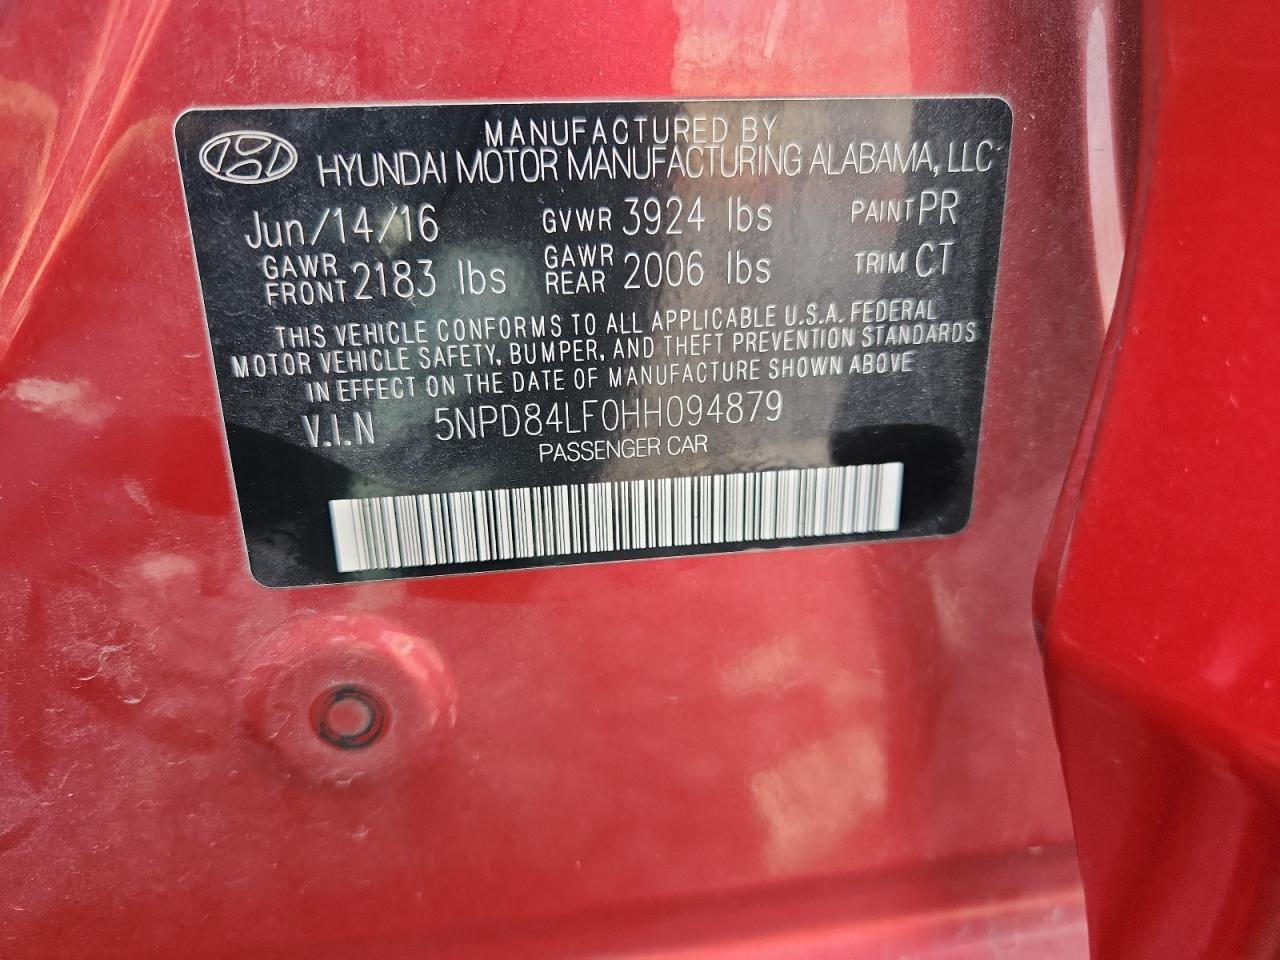 MANUFACTURED BY
HYUNDAI MOTOR MANUFACTURING ALABAMA, LLC
Jun/14/16 GVWR 3924 lbs PAINT PR
GAWR FRONT 2183 lbs GAWR REAR 2006 lbs TRIM CT
THIS VEHICLE CONFORMS TO ALL APPLICABLE U.S.A. FEDERAL
MOTOR VEHICLE SAFETY, BUMPER, AND THEFT PREVENTION STANDARDS
IN EFFECT ON THE DATE OF MANUFACTURE SHOWN ABOVE
V.I.N 5NPD84LF0HH094879
PASSENGER CAR